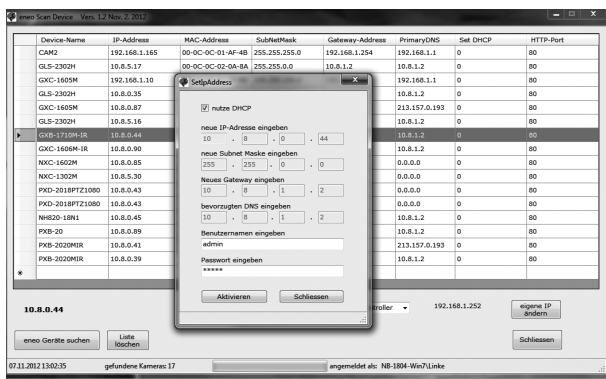 eneo Scan Device Vers. 1.2 Nov. 2. 2012
Device-Name IP-Address MAC-Address SubNetMask Gateway-Address PrimaryDNS Set DHCP HTTP-Port
CAM2 192.168.1.165 00-0C-0C-01-AF-4B 255.255.255.0 192.168.1.254 192.168.1.1 0 80
GLS-2302H 10.8.5.17 00-0C-0C-02-0A-8A 255.255.0.0 10.8.1.2 10.8.1.2 0 80
GXC-1605M 192.168.1.10 192.168.1.1 0 80
GLS-2302H 10.8.0.35 10.8.1.2 0 80
GXC-1605M 10.8.0.87 213.157.0.193 0 80
GLS-2302H 10.8.5.16 10.8.1.2 0 80
GXB-1710M-IR 10.8.0.44 10.8.1.2 0 80
GXC-1606M-IR 10.8.0.90 10.8.1.2 0 80
NXC-1602M 10.8.0.85 0.0.0.0 0 80
NXC-1302M 10.8.5.30 0.0.0.0 0 80
PXD-2018PTZ1080 10.8.0.43 0.0.0.0 0 80
PXD-2018PTZ1080 10.8.0.43 0.0.0.0 0 80
NH820-18N1 10.8.0.45 10.8.1.2 0 80
PXB-20 10.8.0.89 10.8.1.2 0 80
PXB-2020MIR 10.8.0.41 213.157.0.193 0 80
PXB-2020MIR 10.8.0.39 10.8.1.2 0 80
SetIpAddress
nutze DHCP
neue IP-Adresse eingeben
10 . 8 . 0 . 44
neue Subnet Maske eingeben
255 . 255 . 0 . 0
Neues Gateway eingeben
10 . 8 . 1 . 2
bevorzugten DNS eingeben
10 . 8 . 1 . 2
Benutzernamen eingeben
admin
Passwort eingeben
*****
Aktivieren Schliessen
10.8.0.44 troller 192.168.1.252 eigene IP
ändern
eneo Geräte suchen Liste
löschen Schliessen
07.11.2012 13:02:35 gefundene Kameras: 17 angemeldet als: NB-1804-Win7\Linke